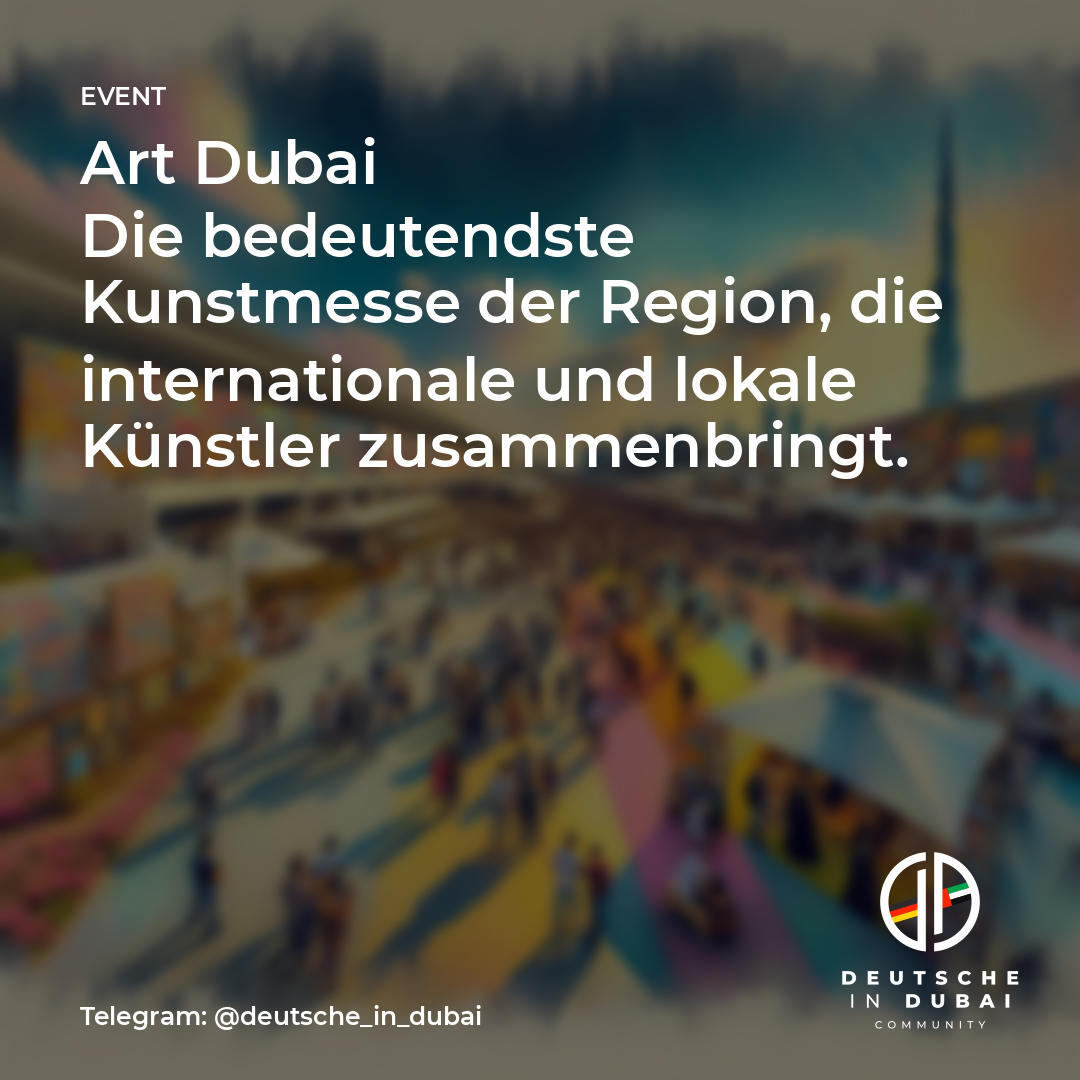 EVENT
Art Dubai
Die bedeutendste
Kunstmesse der Region, die
internationale und lokale
Künstler zusammenbringt.
DEUTSCHE
IN DUBAI
COMMUNITY
Telegram: @deutsche_in_dubai